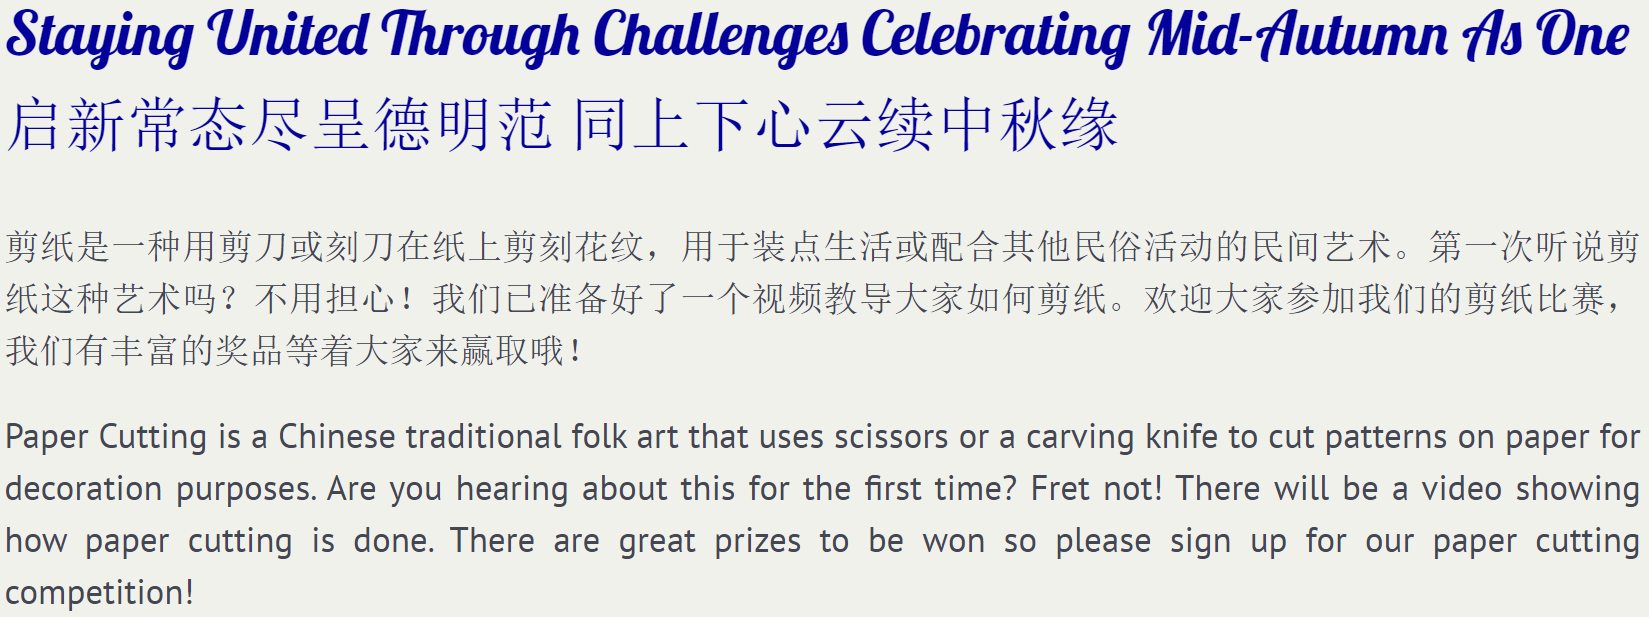 Staying United Through Challenges Celebrating Mid-Autumn As One
启新常态尽呈德明范 同上下心云续中秋缘
剪纸是一种用剪刀或刻刀在纸上剪刻花纹，用于装点生活或配合其他民俗活动的民间艺术。第一次听说剪
纸这种艺术吗？不用担心！我们已准备好了一个视频教导大家如何剪纸。欢迎大家参加我们的剪纸比赛，
我们有丰富的奖品等着大家来赢取哦！
Paper Cutting is a Chinese traditional folk art that uses scissors or a carving knife to cut patterns on paper for
decoration purposes. Are you hearing about this for the first time? Fret not! There will be a video showing
how paper cutting is done. There are great prizes to be won so please sign up for our paper cutting
competition!